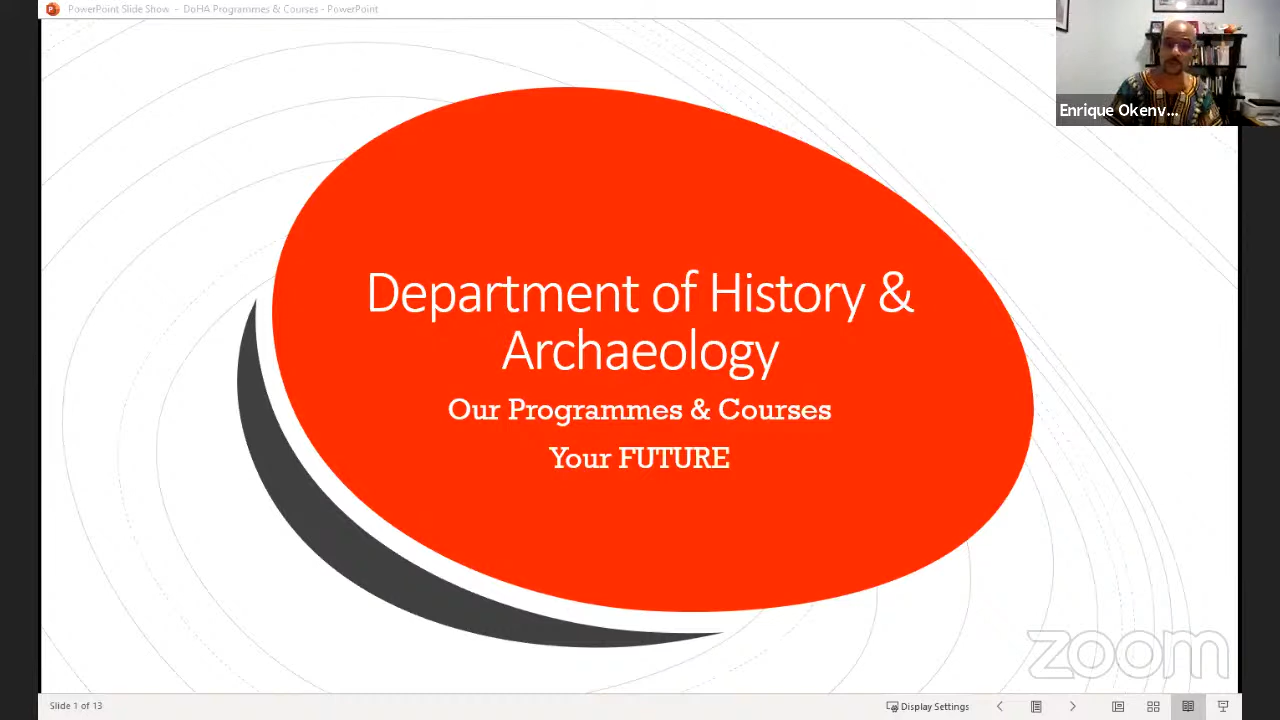 PowerPoint Slide Show - DoHA Programmes & Courses - PowerPoint
Enrique Okenv...
Department of History &
Archaeology
Our Programmes & Courses
Your FUTURE
zoom
Slide 1 of 13
Display Settings